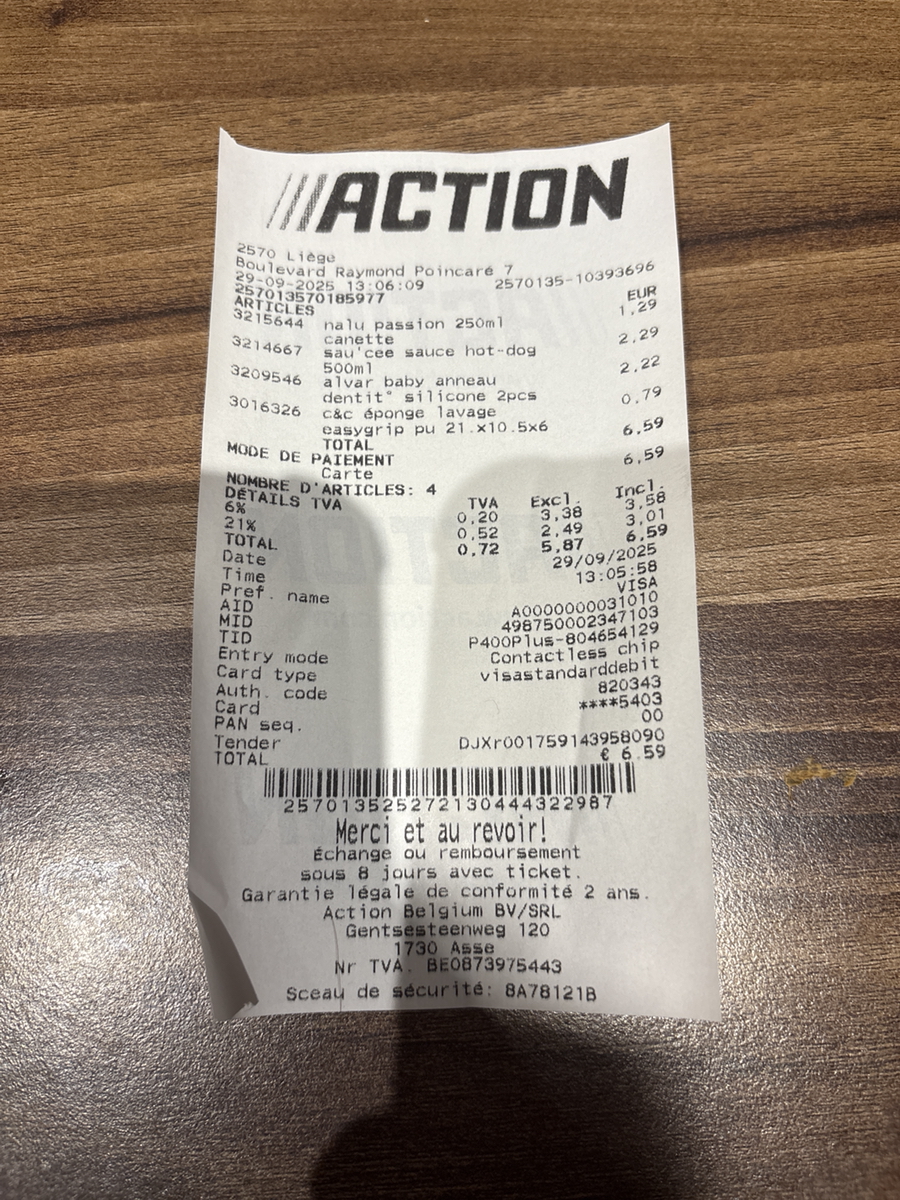 ///ACTION
2570 Liège
Boulevard Raymond Poincaré 7
29-09-2025 13:06:09 2570135-10393696
257013570185977 EUR
ARTICLES
3215644 nalu passion 250ml 1,29
canette
3214667 sau'cee sauce hot-dog 2,29
500ml
3209546 alvar baby anneau 2,22
dentit° silicone 2pcs
3016326 c&c éponge lavage 0,79
easygrip pu 21.x10.5x6
TOTAL 6,59
MODE DE PAIEMENT
Carte 6,59
NOMBRE D'ARTICLES: 4
DÉTAILS TVA TVA Excl. Incl.
6% 0,20 3,38 3,58
21% 0,52 2,49 3,01
TOTAL 0,72 5,87 6,59
Date 29/09/2025
Time 13:05:58
Pref. name VISA
AID A0000000031010
MID 498750002347103
TID P400Plus-804654129
Entry mode Contactless chip
Card type visastandarddebit
Auth. code 820343
Card ****5403
PAN seq. 00
Tender DJXr001759143958090
TOTAL € 6.59
257013525272130444322987
Merci et au revoir!
Échange ou remboursement
sous 8 jours avec ticket.
Garantie légale de conformité 2 ans.
Action Belgium BV/SRL
Gentsesteenweg 120
1730 Asse
Nr TVA. BE0873975443
Sceau de sécurité: 8A78121B